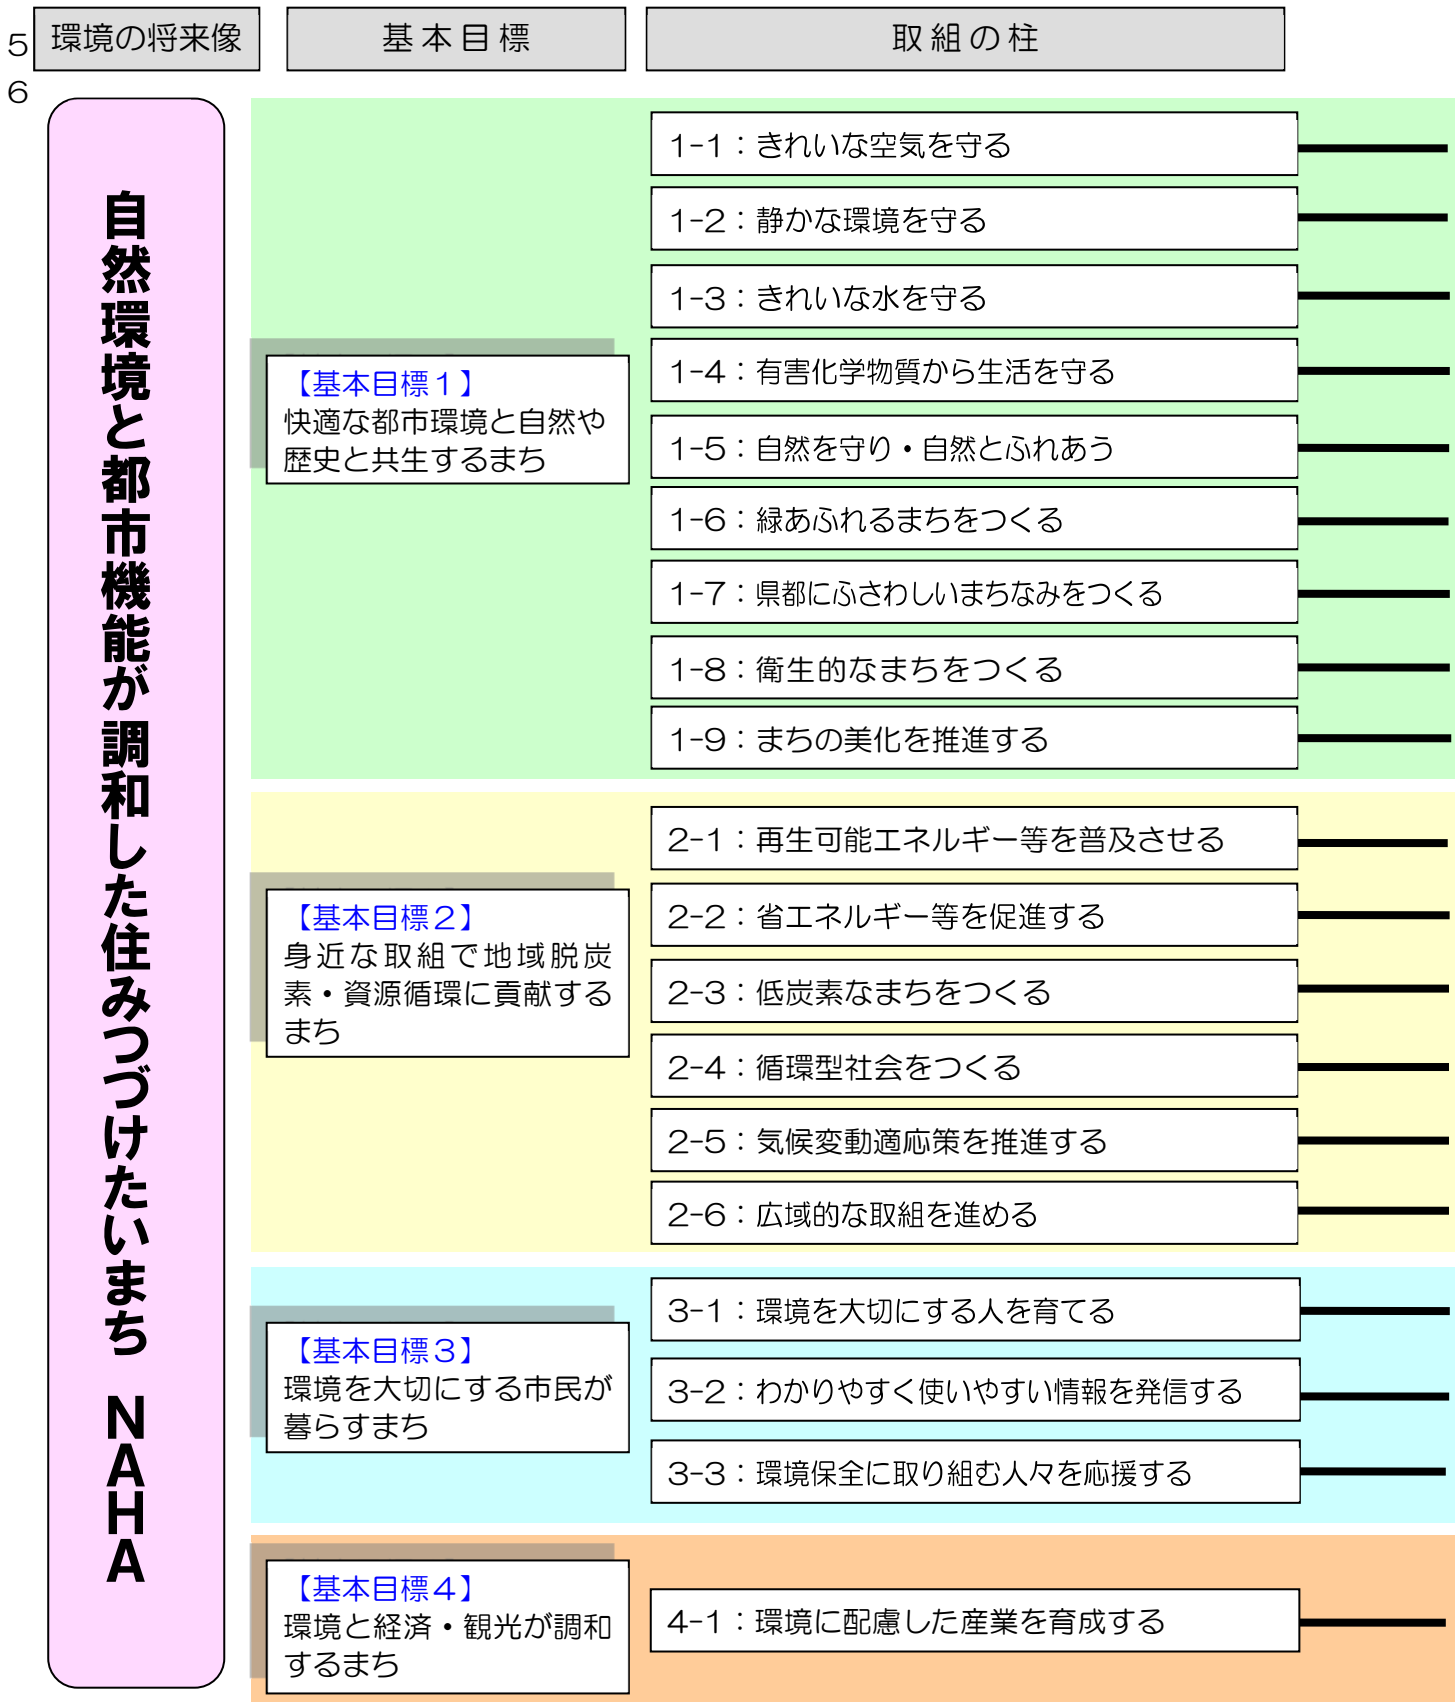 5
環境の将来像
基本目標
取組の柱
6
自然環境と都市機能が調和した住みつづけたいまち NAHA
【基本目標１】
快適な都市環境と自然や
歴史と共生するまち
1-1：きれいな空気を守る
1-2：静かな環境を守る
1-3：きれいな水を守る
1-4：有害化学物質から生活を守る
1-5：自然を守り・自然とふれあう
1-6：緑あふれるまちをつくる
1-7：県都にふさわしいまちなみをつくる
1-8：衛生的なまちをつくる
1-9：まちの美化を推進する
【基本目標２】
身近な取組で地域脱炭
素・資源循環に貢献する
まち
2-1：再生可能エネルギー等を普及させる
2-2：省エネルギー等を促進する
2-3：低炭素なまちをつくる
2-4：循環型社会をつくる
2-5：気候変動適応策を推進する
2-6：広域的な取組を進める
【基本目標３】
環境を大切にする市民が
暮らすまち
3-1：環境を大切にする人を育てる
3-2：わかりやすく使いやすい情報を発信する
3-3：環境保全に取り組む人々を応援する
【基本目標４】
環境と経済・観光が調和
するまち
4-1：環境に配慮した産業を育成する